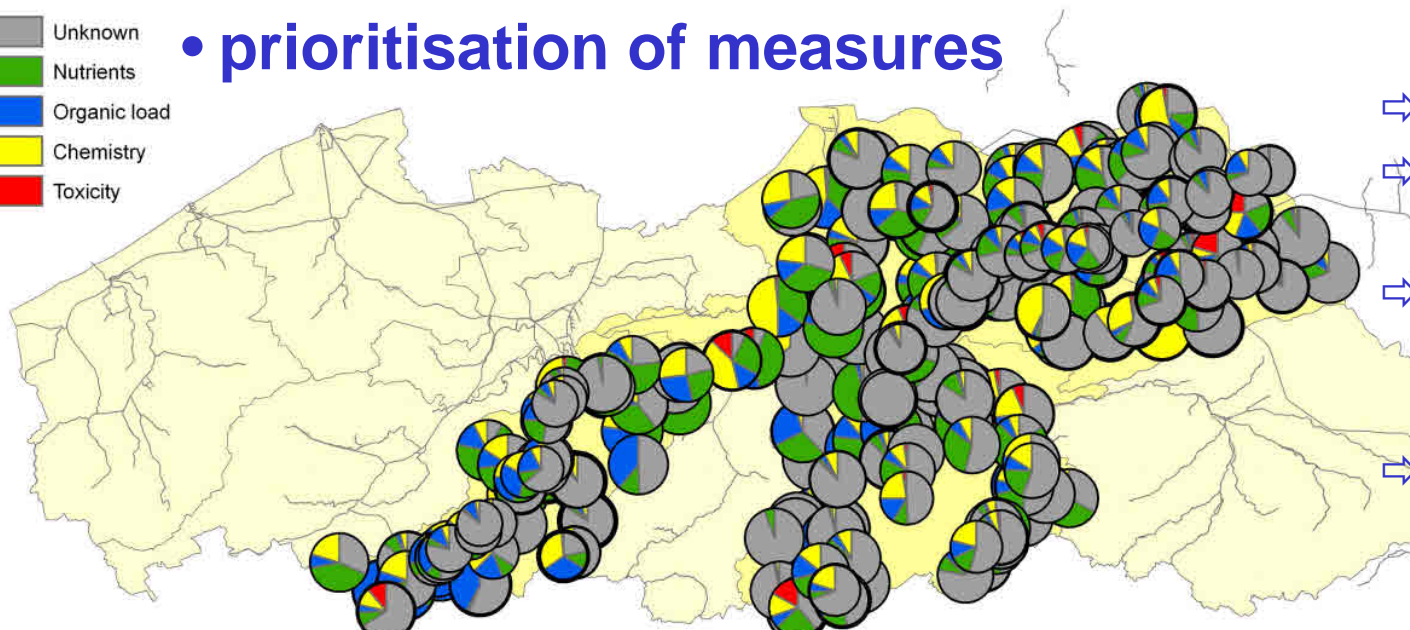 • prioritisation of measures
Unknown
Nutrients
Organic load
Chemistry
Toxicity